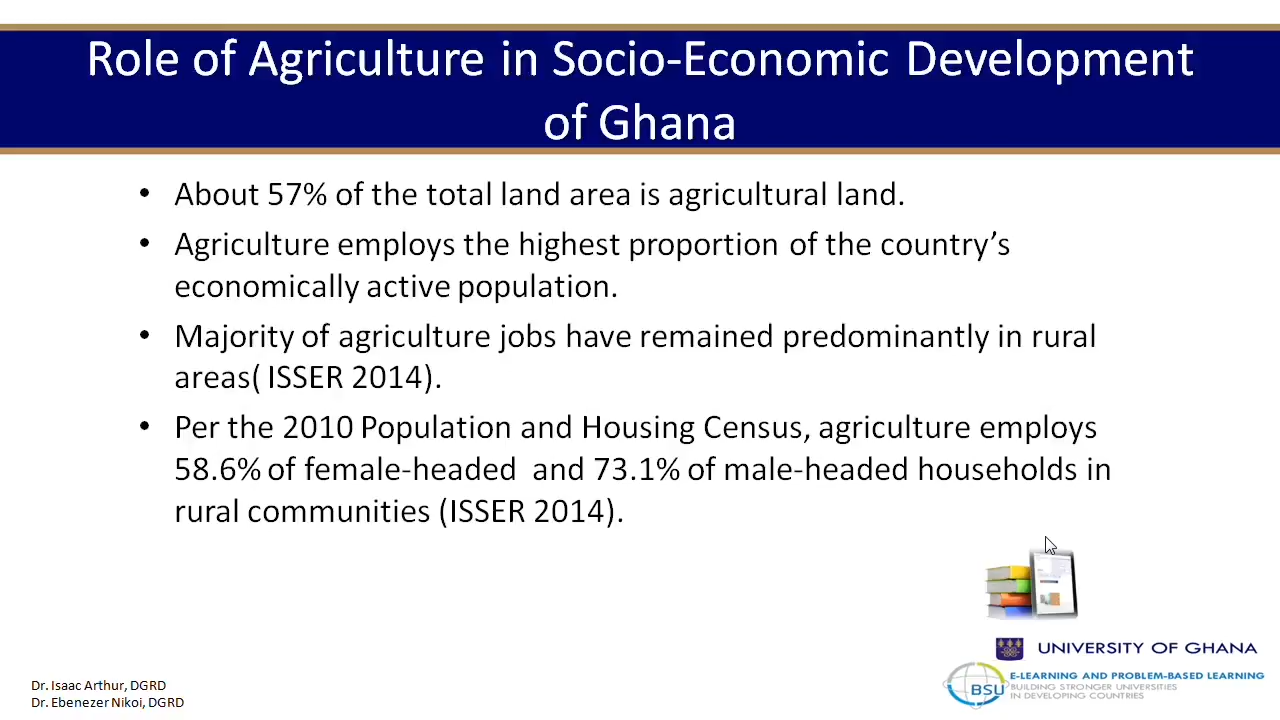 Role of Agriculture in Socio-Economic Development
of Ghana
• About 57% of the total land area is agricultural land.
• Agriculture employs the highest proportion of the country’s
economically active population.
• Majority of agriculture jobs have remained predominantly in rural
areas( ISSER 2014).
• Per the 2010 Population and Housing Census, agriculture employs
58.6% of female-headed  and 73.1% of male-headed households in
rural communities (ISSER 2014).
UNIVERSITY OF GHANA
BSU
E-LEARNING AND PROBLEM-BASED LEARNING
BUILDING STRONGER UNIVERSITIES
IN DEVELOPING COUNTRIES
Dr. Isaac Arthur, DGRD
Dr. Ebenezer Nikoi, DGRD